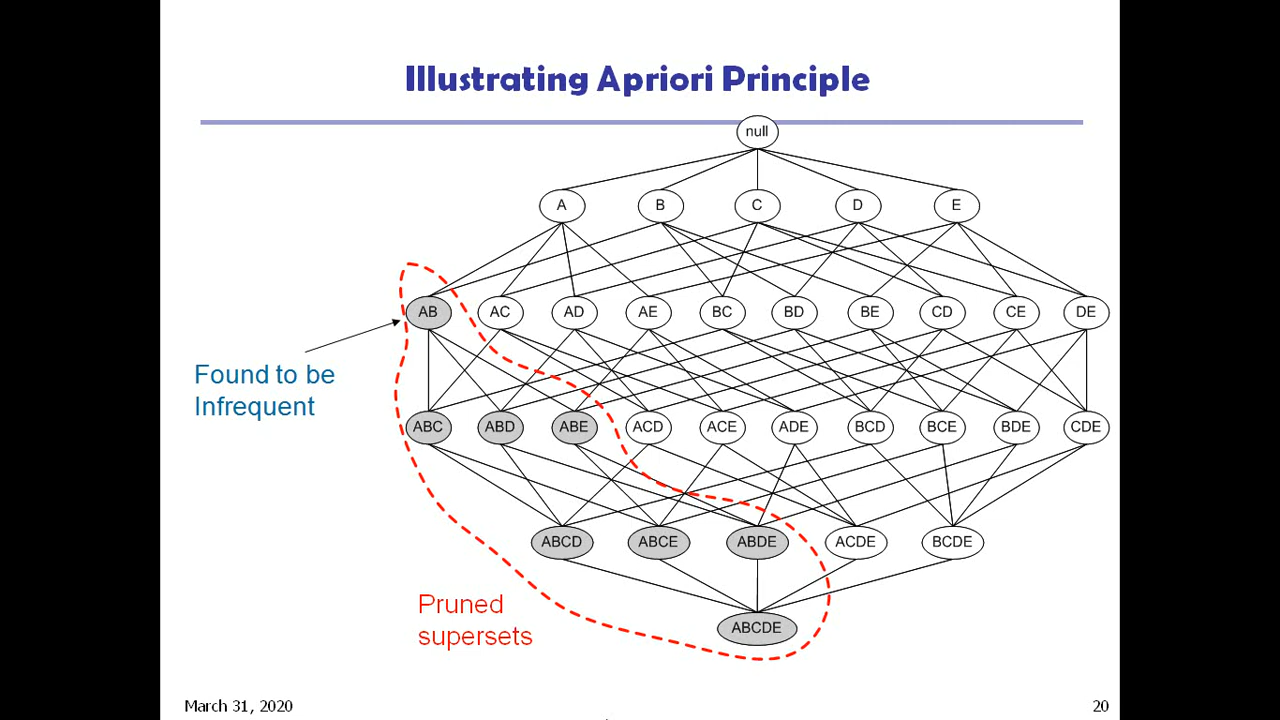 Illustrating Apriori Principle
null
A B C D E
AB AC AD AE BC BD BE CD CE DE
Found to be
Infrequent
ABC ABD ABE ACD ACE ADE BCD BCE BDE CDE
ABCD ABCE ABDE ACDE BCDE
Pruned
supersets
ABCDE
March 31, 2020
20